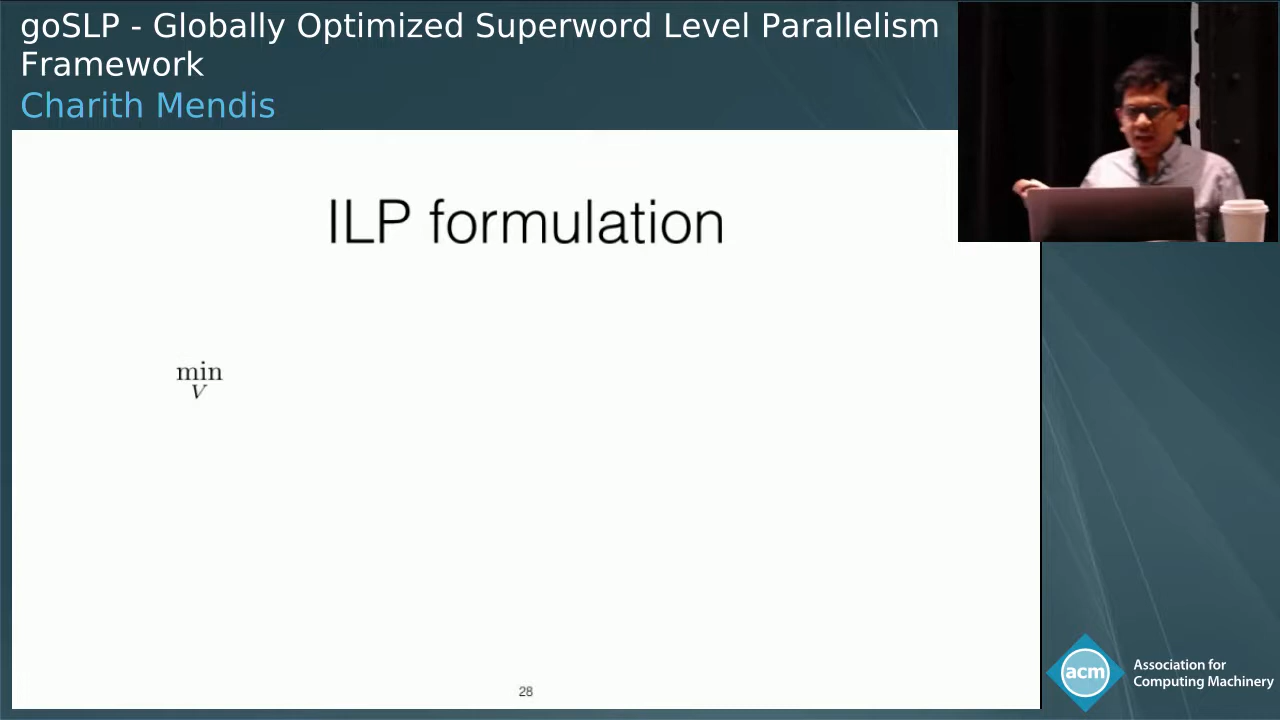 goSLP - Globally Optimized Superword Level Parallelism
Framework
Charith Mendis
ILP formulation
min
V
28
acm
Association for
Computing Machinery